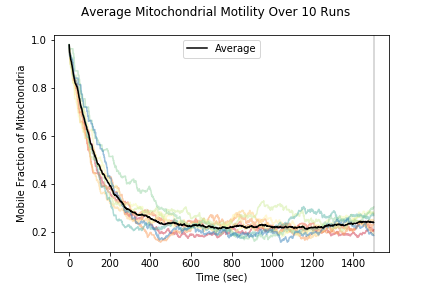 Average Mitochondrial Motility Over 10 Runs
Average
Mobile Fraction of Mitochondria
1.0
0.8
0.6
0.4
0.2
0 200 400 600 800 1000 1200 1400
Time (sec)